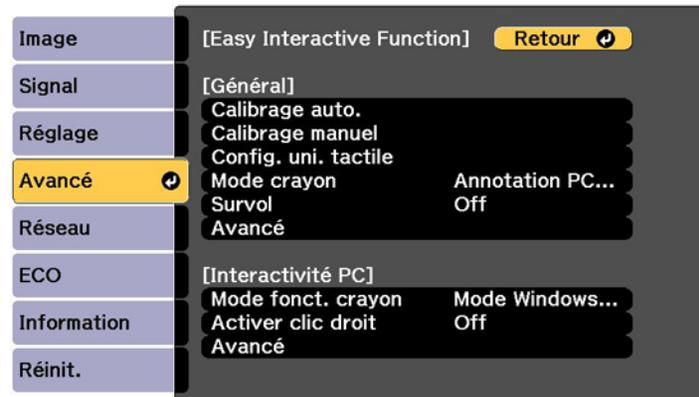 Image
Signal
Réglage
Avancé
Réseau
ECO
Information
Réinit.
[Easy Interactive Function] Retour
[Général]
Calibrage auto.
Calibrage manuel
Config. uni. tactile
Mode crayon Annotation PC...
Survol Off
Avancé
[Interactivité PC]
Mode fonct. crayon Mode Windows...
Activer clic droit Off
Avancé